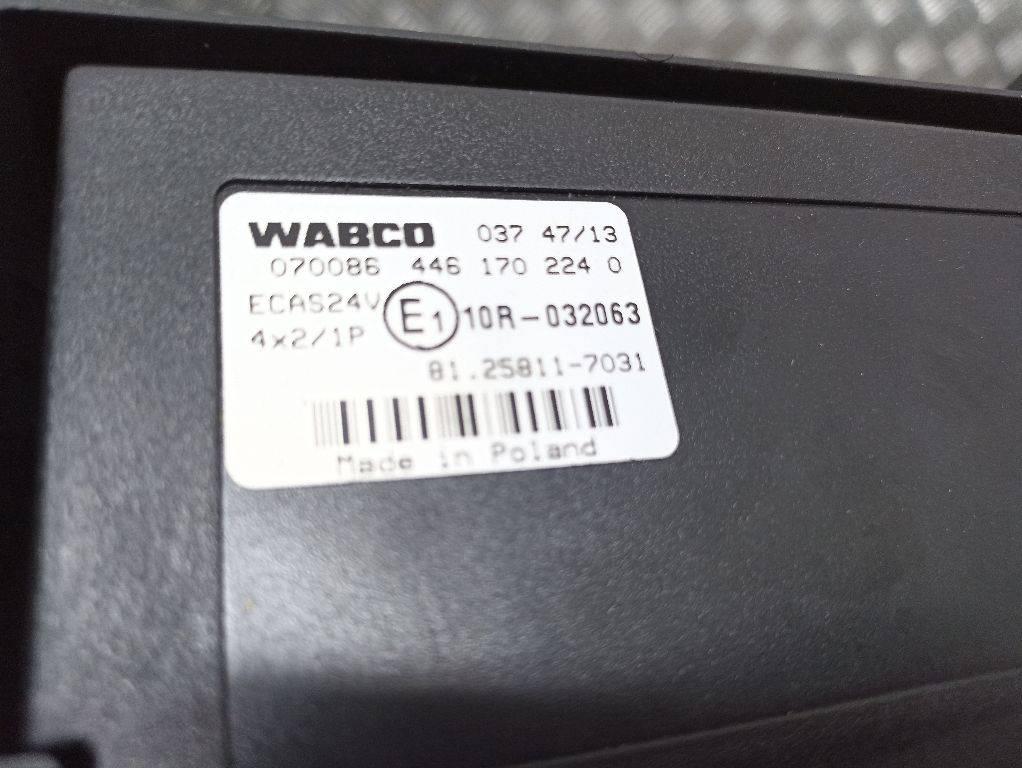 WABCO 037 47/13
070086 446 170 224 0
ECAS24V E1 10R-032063
4x2/1P
81.25811-7031
Made in Poland